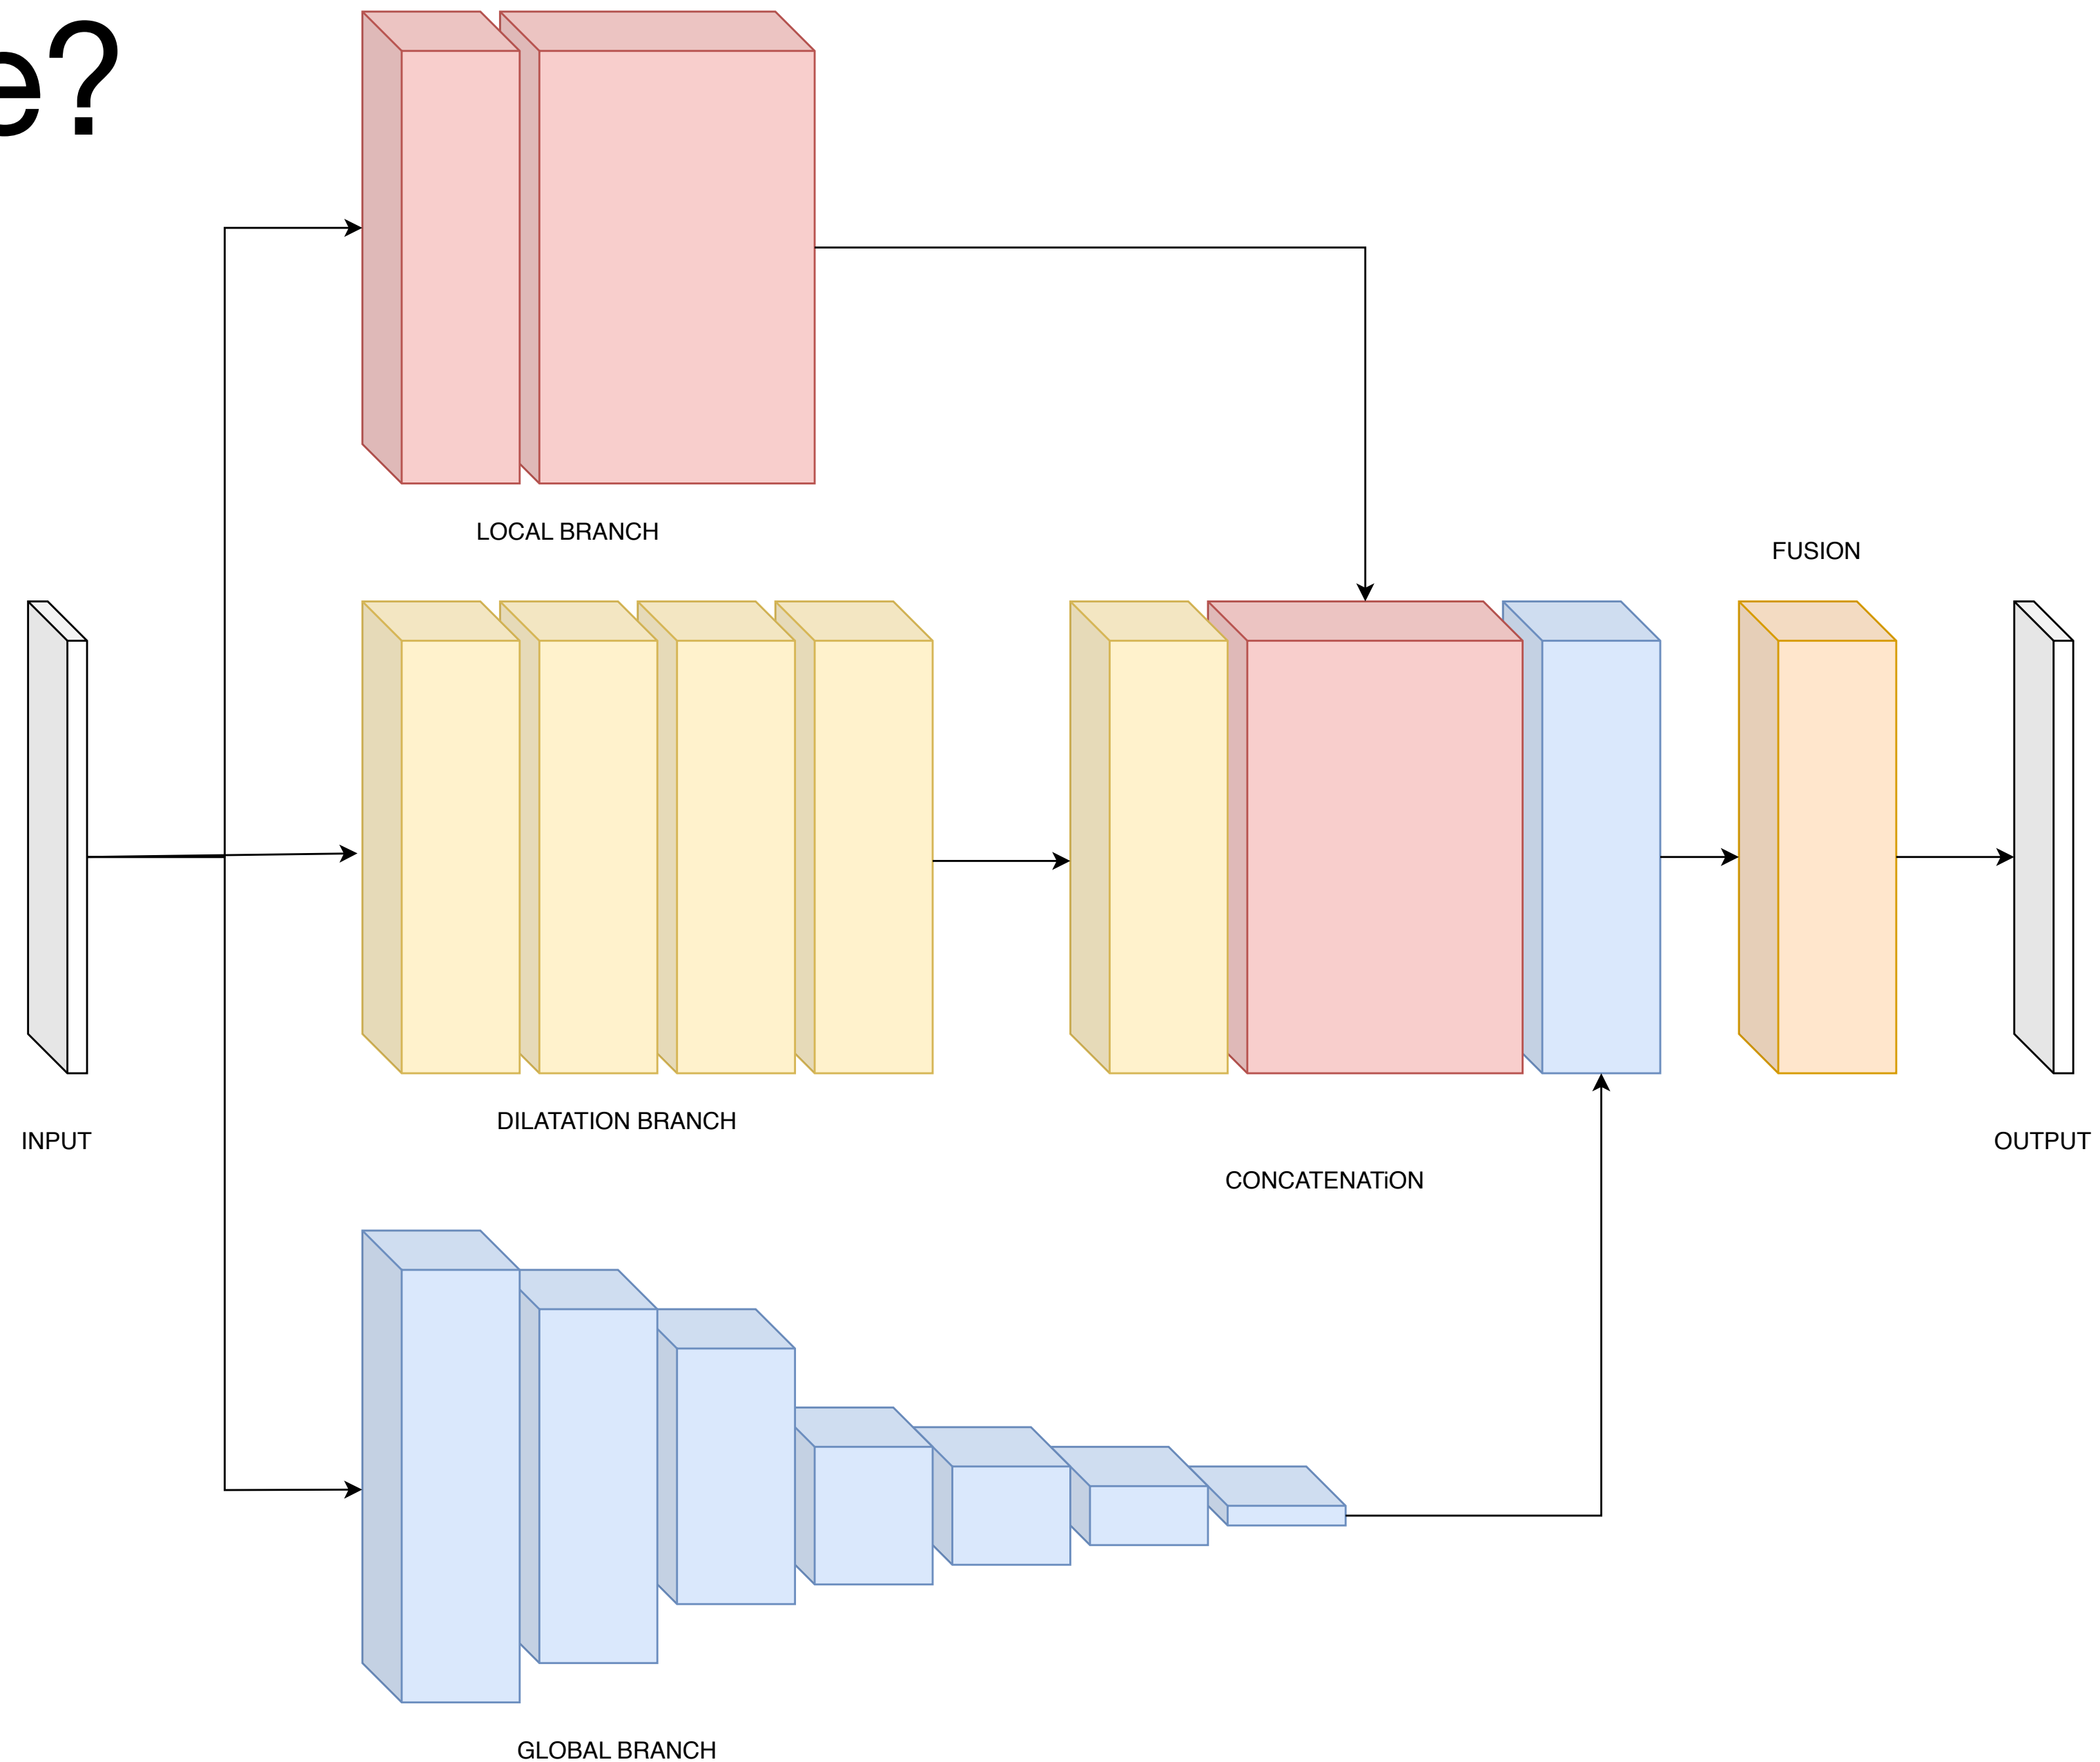 e?
LOCAL BRANCH
FUSION
DILATATION BRANCH
INPUT
OUTPUT
CONCATENATiON
GLOBAL BRANCH